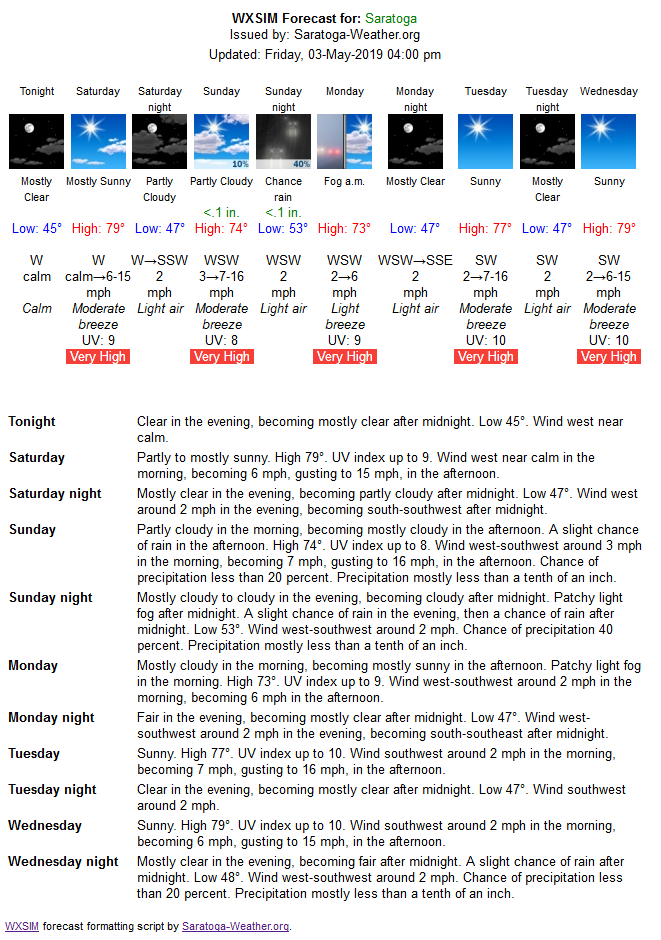 WXSIM Forecast for: Saratoga
Issued by: Saratoga-Weather.org
Updated: Friday, 03-May-2019 04:00 pm
Tonight Saturday Saturday night Sunday Sunday night Monday Monday night Tuesday Tuesday night Wednesday
10% 40%
Mostly Clear Mostly Sunny Partly Cloudy Partly Cloudy Chance rain Fog a.m. Mostly Clear Sunny Mostly Clear Sunny
<.1 in. <.1 in.
Low: 45° High: 79° Low: 47° High: 74° Low: 53° High: 73° Low: 47° High: 77° Low: 47° High: 79°
W W W→SSW WSW WSW WSW WSW→SSE SW SW SW
calm calm→6-15 mph 2 mph 3→7-16 mph 2 mph 2→6 mph 2 mph 2→7-16 mph 2 mph 2→6-15 mph
Calm Moderate breeze Light air Moderate breeze Light air Light breeze Light air Moderate breeze Light air Moderate breeze
UV: 9 UV: 8 UV: 9 UV: 10 UV: 10
Very High Very High Very High Very High Very High
Tonight Clear in the evening, becoming mostly clear after midnight. Low 45°. Wind west near
calm.
Saturday Partly to mostly sunny. High 79°. UV index up to 9. Wind west near calm in the
morning, becoming 6 mph, gusting to 15 mph, in the afternoon.
Saturday night Mostly clear in the evening, becoming partly cloudy after midnight. Low 47°. Wind west
around 2 mph in the evening, becoming south-southwest after midnight.
Sunday Partly cloudy in the morning, becoming mostly cloudy in the afternoon. A slight chance
of rain in the afternoon. High 74°. UV index up to 8. Wind west-southwest around 3 mph
in the morning, becoming 7 mph, gusting to 16 mph, in the afternoon. Chance of
precipitation less than 20 percent. Precipitation mostly less than a tenth of an inch.
Sunday night Mostly cloudy to cloudy in the evening, becoming cloudy after midnight. Patchy light
fog after midnight. A slight chance of rain in the evening, then a chance of rain after
midnight. Low 53°. Wind west-southwest around 2 mph. Chance of precipitation 40
percent. Precipitation mostly less than a tenth of an inch.
Monday Mostly cloudy in the morning, becoming mostly sunny in the afternoon. Patchy light fog
in the morning. High 73°. UV index up to 9. Wind west-southwest around 2 mph in the
morning, becoming 6 mph in the afternoon.
Monday night Fair in the evening, becoming mostly clear after midnight. Low 47°. Wind west-
southwest around 2 mph in the evening, becoming south-southeast after midnight.
Tuesday Sunny. High 77°. UV index up to 10. Wind southwest around 2 mph in the morning,
becoming 7 mph, gusting to 16 mph, in the afternoon.
Tuesday night Clear in the evening, becoming mostly clear after midnight. Low 47°. Wind southwest
around 2 mph.
Wednesday Sunny. High 79°. UV index up to 10. Wind southwest around 2 mph in the morning,
becoming 6 mph, gusting to 15 mph, in the afternoon.
Wednesday night Mostly clear in the evening, becoming fair after midnight. A slight chance of rain after
midnight. Low 48°. Wind west-southwest around 2 mph. Chance of precipitation less
than 20 percent. Precipitation mostly less than a tenth of an inch.
WXSIM forecast formatting script by Saratoga-Weather.org.